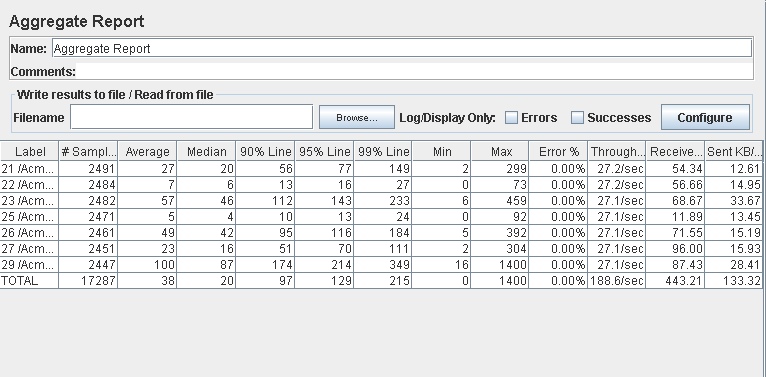 Aggregate Report
Name: Aggregate Report
Comments:
Write results to file / Read from file
Filename Browse... Log/Display Only: Errors Successes Configure
Label # Sampl... Average Median 90% Line 95% Line 99% Line Min Max Error % Through... Receive... Sent KB/...
21 /Acm... 2491 27 20 56 77 149 2 299 0.00% 27.2/sec 54.34 12.61
22 /Acm... 2484 7 6 13 16 27 0 73 0.00% 27.2/sec 56.66 14.95
23 /Acm... 2482 57 46 112 143 233 6 459 0.00% 27.1/sec 68.67 33.67
25 /Acm... 2471 5 4 10 13 24 0 92 0.00% 27.1/sec 11.89 13.45
26 /Acm... 2461 49 42 95 116 184 5 392 0.00% 27.1/sec 71.55 15.19
27 /Acm... 2451 23 16 51 70 111 2 304 0.00% 27.1/sec 96.00 15.93
29 /Acm... 2447 100 87 174 214 349 16 1400 0.00% 27.1/sec 87.43 28.41
TOTAL 17287 38 20 97 129 215 0 1400 0.00% 188.6/sec 443.21 133.32